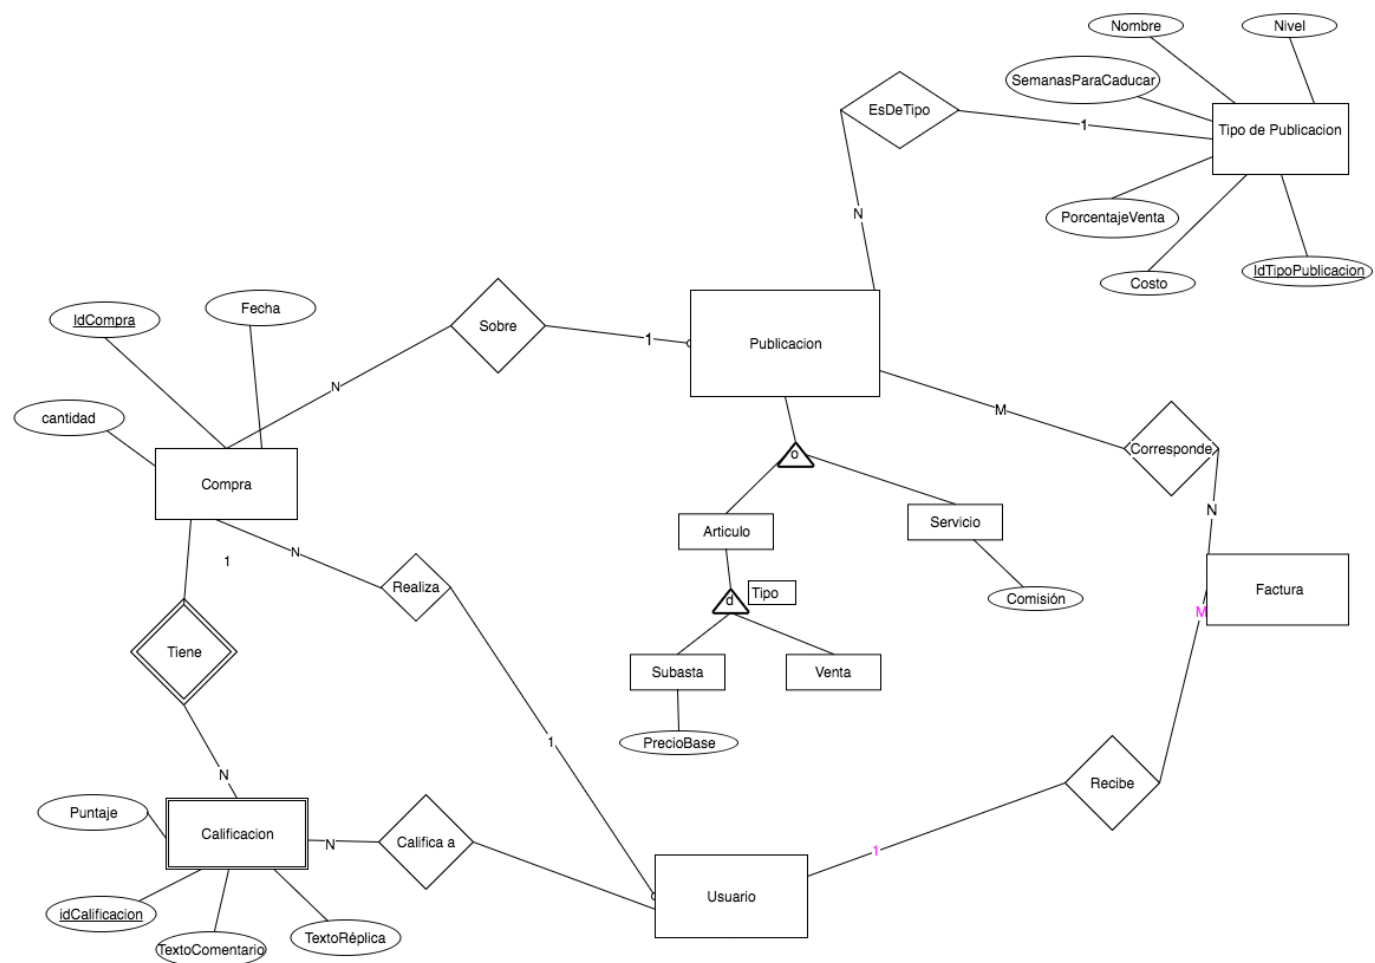 Nombre
Nivel
SemanasParaCaducar
EsDeTipo
1
Tipo de Publicacion
N
PorcentajeVenta
IdTipoPublicacion
Costo
IdCompra
Fecha
Sobre
1
Publicacion
N
cantidad
M
Corresponde
o
Compra
N
Articulo
Servicio
N
1
Realiza
Factura
d
Tipo
Comisión
M
Tiene
Subasta
Venta
1
PrecioBase
N
Recibe
Puntaje
Calificacion
N
Califica a
1
Usuario
idCalificacion
TextoComentario
TextoRéplica